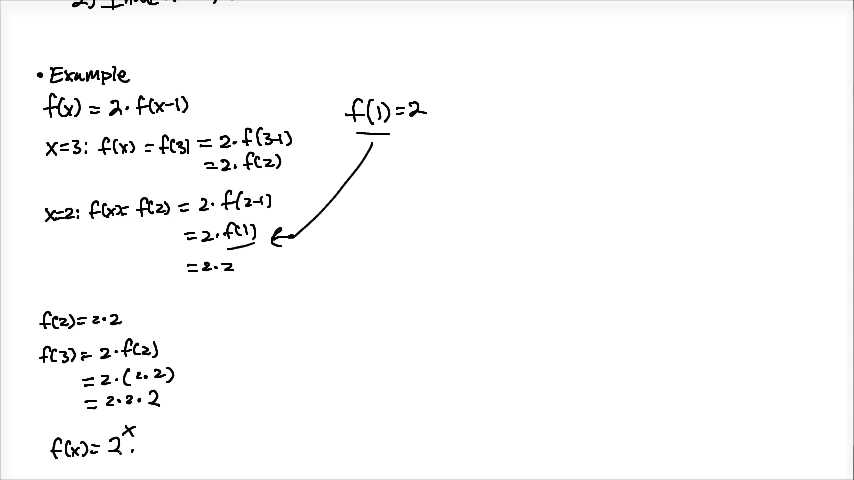 • Example
f(x) = 2·f(x-1)
f(1)=2
x=3: f(x) = f(3) = 2·f(3-1)
=2·f(2)
x=2: f(x)= f(2) = 2·f(2-1)
=2·f(1)
=2·2
f(2)=2·2
f(3)=2·f(2)
=2·(2·2)
=2·2·2
f(x)=2^x.